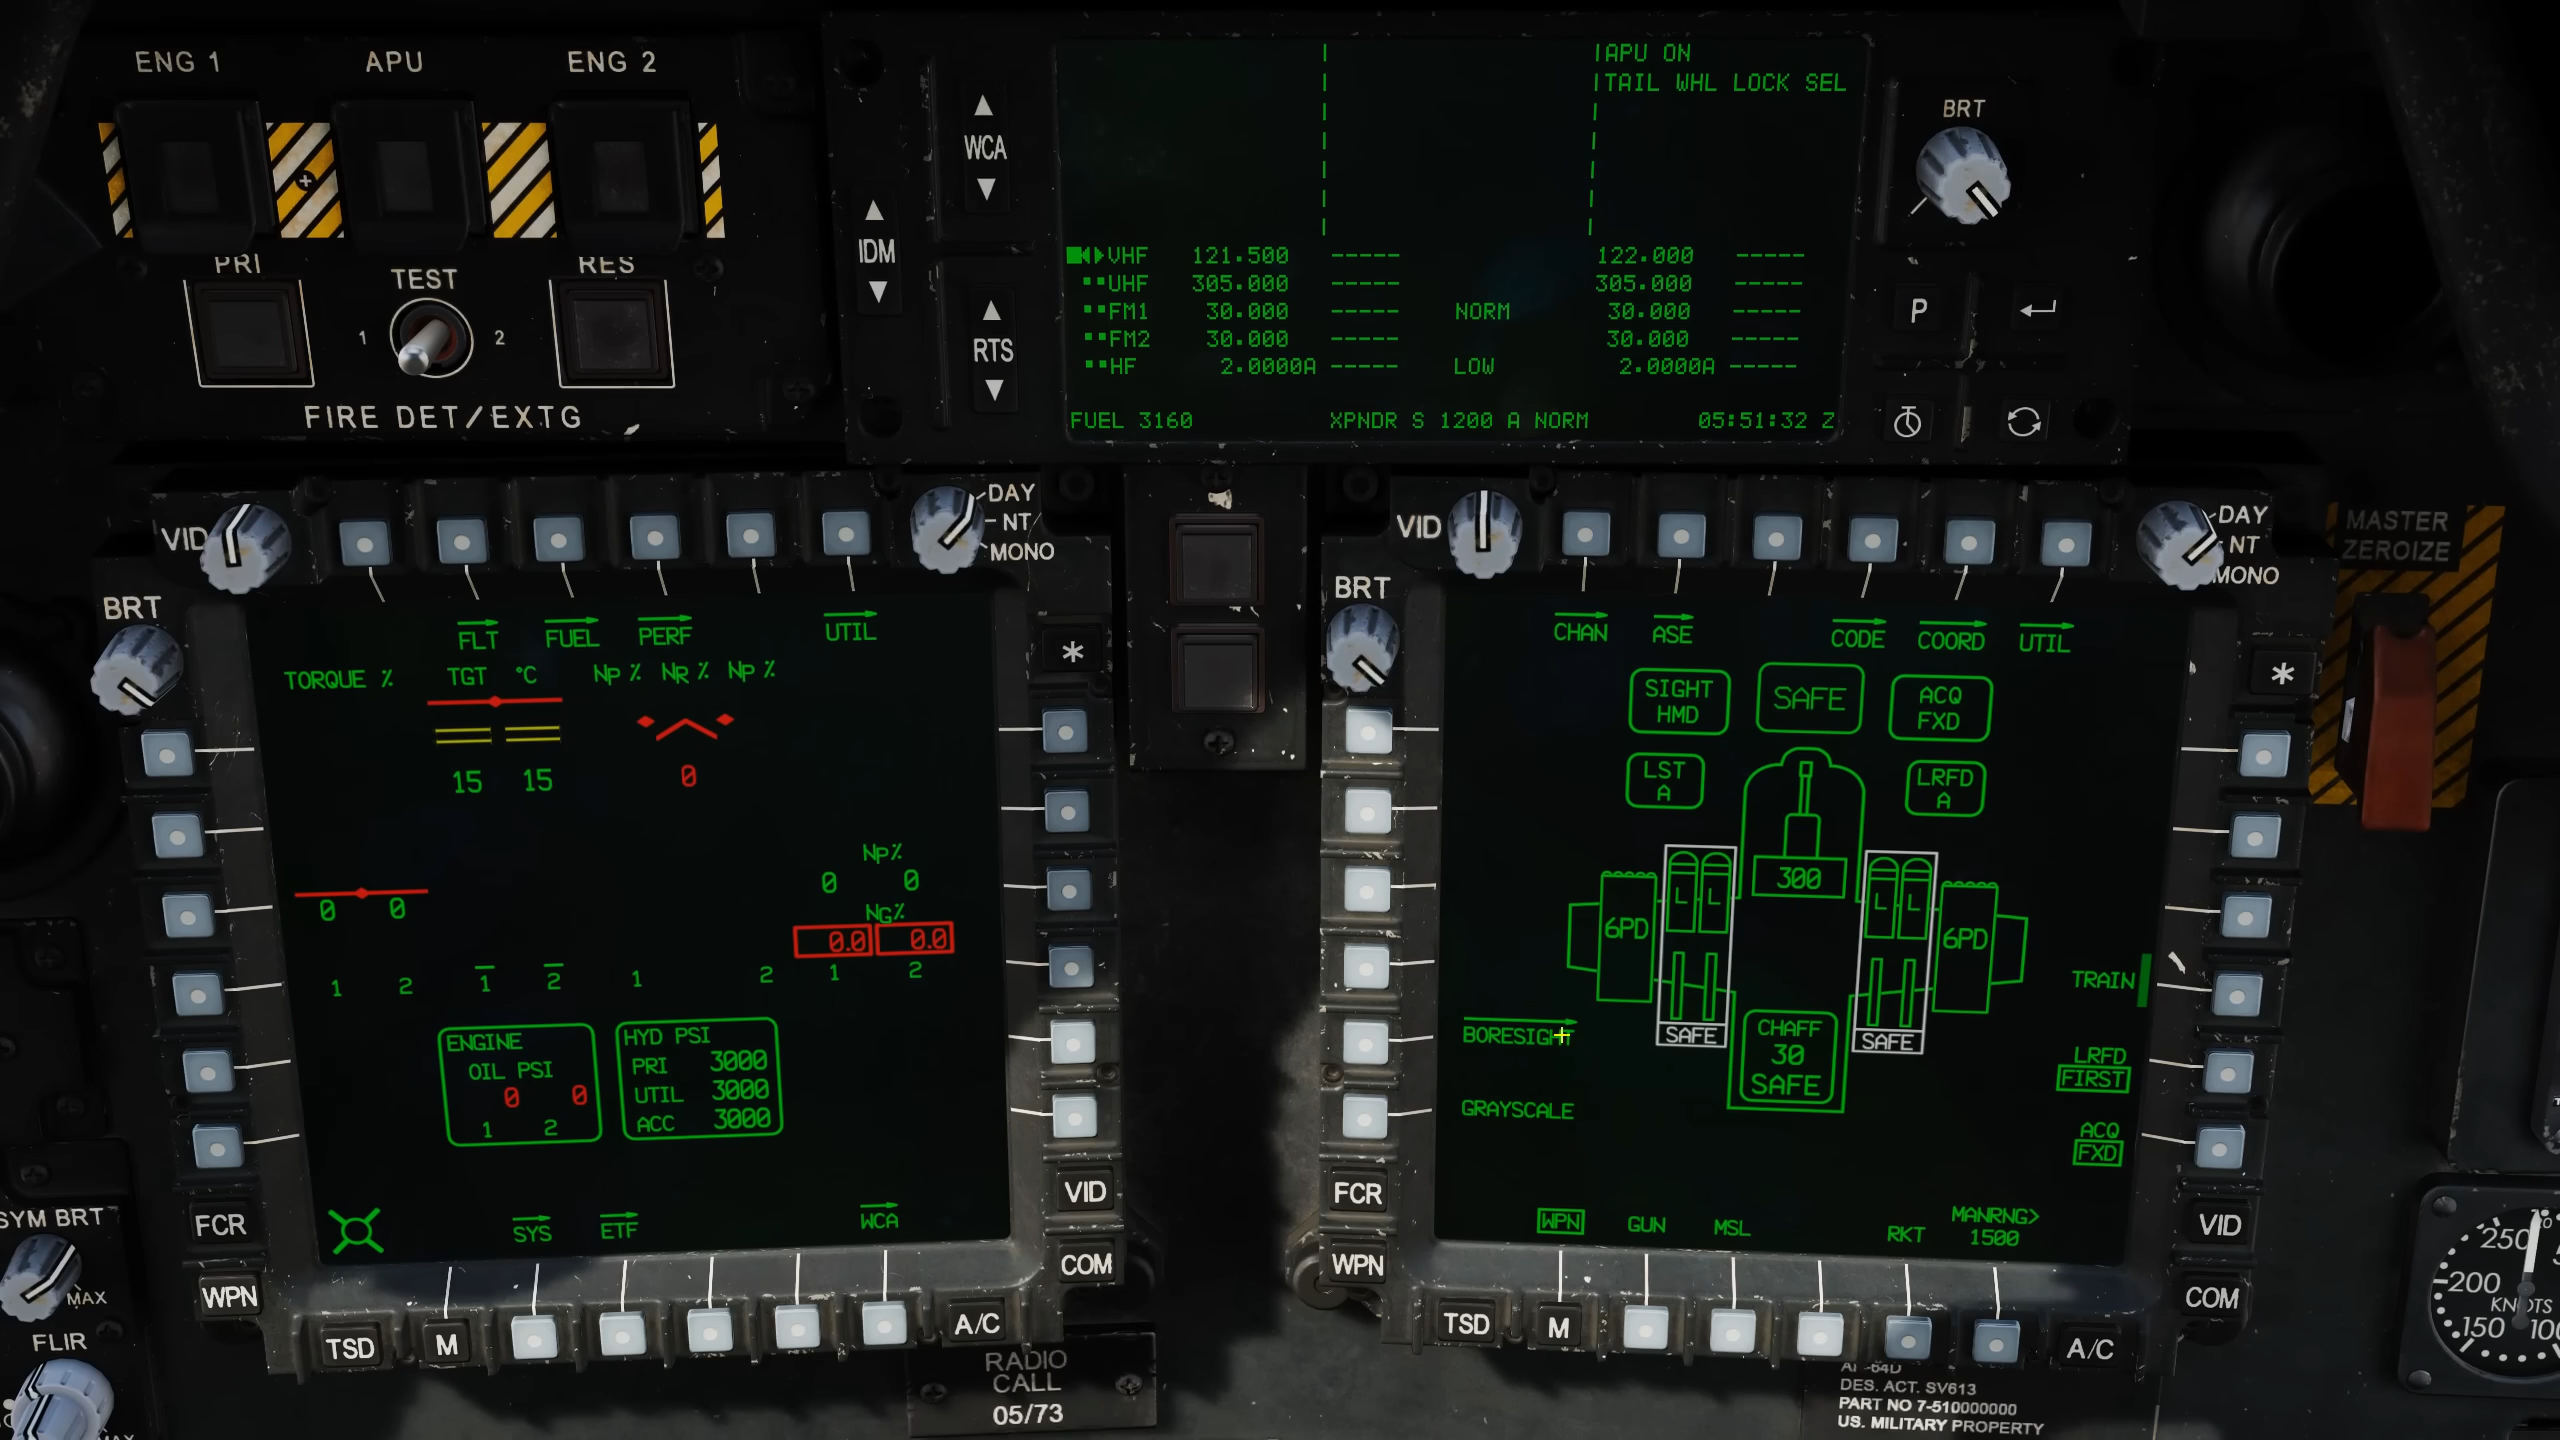 ENG 1 APU ENG 2
PRI TEST RES
1 2
FIRE DET/EXTG
WCA
IDM
RTS
APU ON
TAIL WHL LOCK SEL
VHF 121.500 ----- 122.000 -----
UHF 305.000 ----- 305.000 -----
FM1 30.000 ----- NORM 30.000 -----
FM2 30.000 ----- 30.000 -----
HF 2.0000A ----- LOW 2.0000A -----
FUEL 3160 XPNDR S 1200 A NORM 05:51:32 Z
BRT
P
VID
DAY
NT
MONO
BRT
*
FLT FUEL PERF UTIL
TORQUE % TGT °C NP % NR % NP %
15 15 0
NP%
0 0
0 0
NG%
0.0 0.0
1 2 1 2 1 2 1 2
ENGINE
OIL PSI
0 0
1 2
HYD PSI
PRI 3000
UTIL 3000
ACC 3000
SYS ETF WCA
FCR
WPN
TSD
M
A/C
VID
COM
SYM BRT
MAX
FLIR
RADIO
CALL
05/73
VID
DAY
NT
MONO
BRT
*
CHAN ASE CODE COORD UTIL
SIGHT
HMD
SAFE
ACQ
FXD
LST
A
LRFD
A
300
L L L L
6PD 6PD
TRAIN
BORESIGHT
SAFE SAFE
CHAFF
30
SAFE
LRFD
FIRST
GRAYSCALE
ACQ
FXD
WPN GUN MSL RKT
MANRNG>
1500
FCR
WPN
TSD
M
A/C
VID
COM
MASTER
ZEROIZE
250
200
KNOTS
150
100
DES. ACT. SV613
PART NO 7-510000000
US. MILITARY PROPERTY